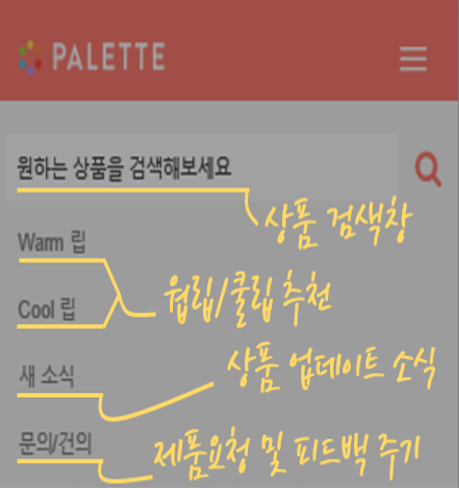 PALETTE
원하는 상품을 검색해보세요
상품 검색창
Warm 립
웜립/쿨립 추천
Cool 립
상품 업데이트 소식
새 소식
문의/건의
제품요청 및 피드백 주기